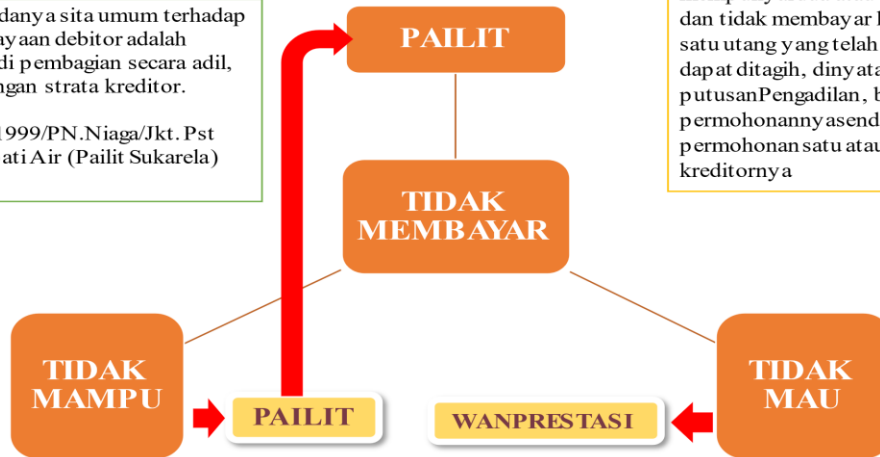 danya sita umum terhadap
ayaan debitor adalah
di pembagian secara adil,
ngan strata kreditor.
1999/PN.Niaga/Jkt. Pst
ati Air (Pailit Sukarela)
PAILIT
dan tidak membayar
satu utang yang telah
dapat ditagih,
putusanPengadilan,
permohonannya
permohonan satu atau
kreditornya
TIDAK
MEMBAYAR
TIDAK
MAMPU
PAILIT
WANPRESTASI
TIDAK
MAU